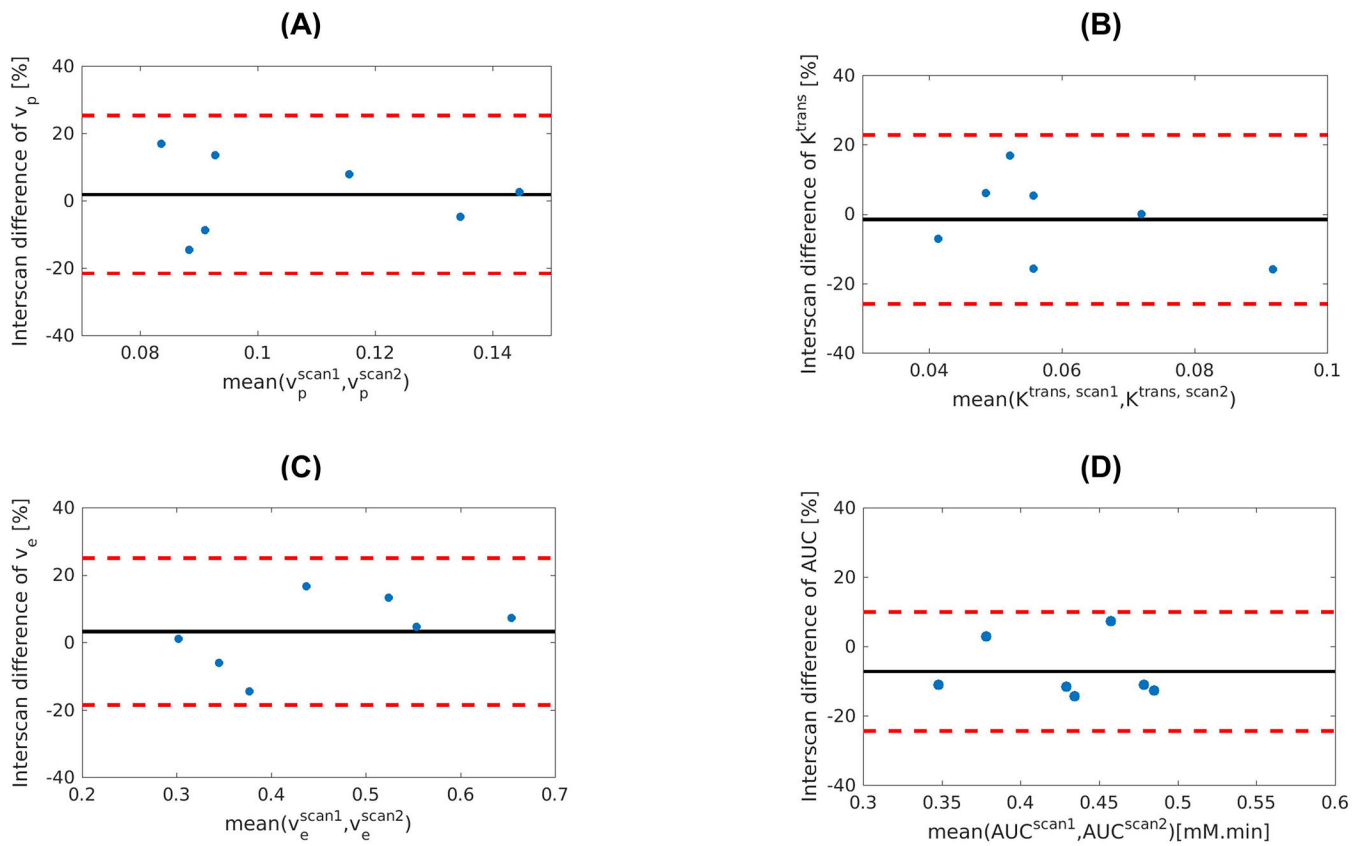 (A)
Interscan difference of v_p [%]
40
20
0
-20
-40
0.08 0.1 0.12 0.14
mean(v_p^scan1,v_p^scan2)
(B)
Interscan difference of K^trans [%]
40
20
0
-20
-40
0.04 0.06 0.08 0.1
mean(K^trans, scan1,K^trans, scan2)
(C)
Interscan difference of v_e [%]
40
20
0
-20
-40
0.2 0.3 0.4 0.5 0.6 0.7
mean(v_e^scan1,v_e^scan2)
(D)
Interscan difference of AUC [%]
40
20
0
-20
-40
0.3 0.35 0.4 0.45 0.5 0.55 0.6
mean(AUC^scan1,AUC^scan2)[mM.min]